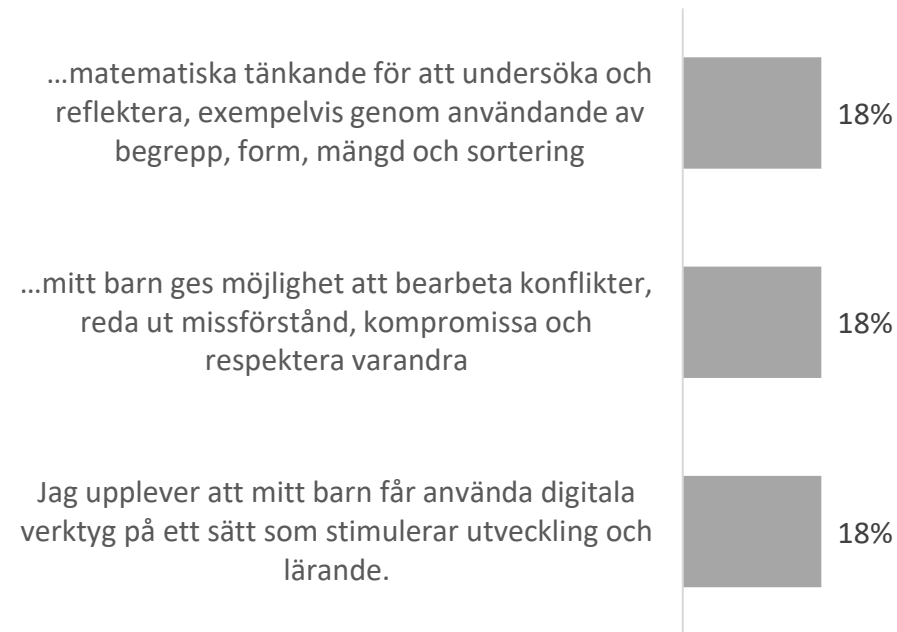 ...matematiska tänkande för att undersöka och
reflektera, exempelvis genom användande av
begrepp, form, mängd och sortering
18%
...mitt barn ges möjlighet att bearbeta konflikter,
reda ut missförstånd, kompromissa och
respektera varandra
18%
Jag upplever att mitt barn får använda digitala
verktyg på ett sätt som stimulerar utveckling och
lärande.
18%